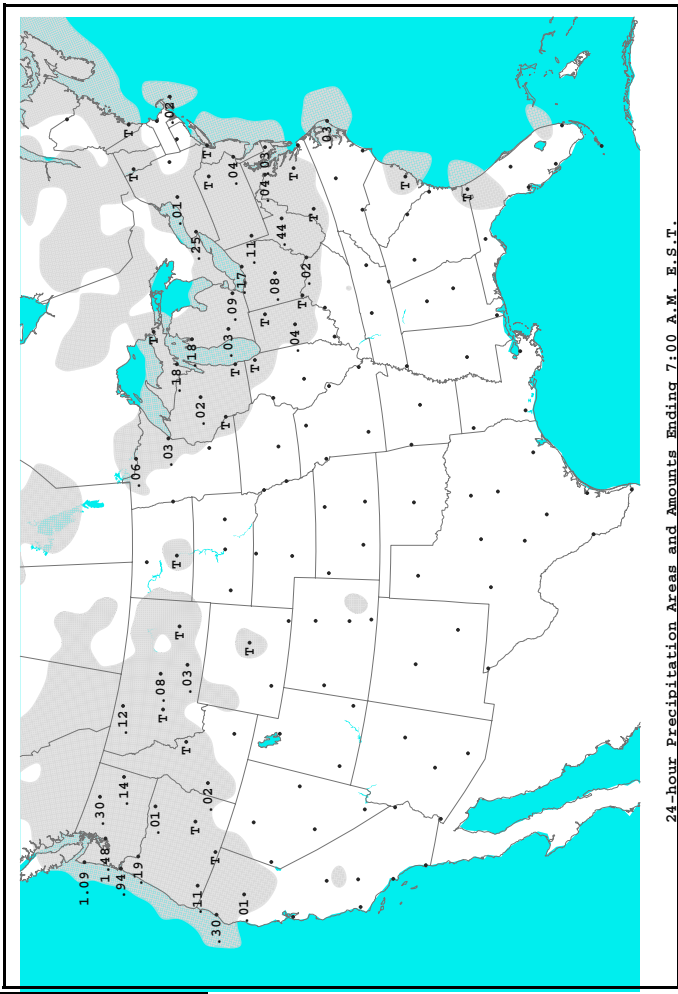 1.09
1.48
.30
.94
.12
.14
T
T
.06
.19
T
.01
.08
T
.03
.02
T
.18
.01
T
T
.03
.18
T
.25
.11
.02
T
.02
T
T
.30
T
.03
.09
.04
T
.17
.01
T
.11
T
.04
.03
T
.08
.44
T
.04
T
.02
T
.03
T
T
24-hour Precipitation Areas and Amounts Ending 7:00 A.M. E.S.T.